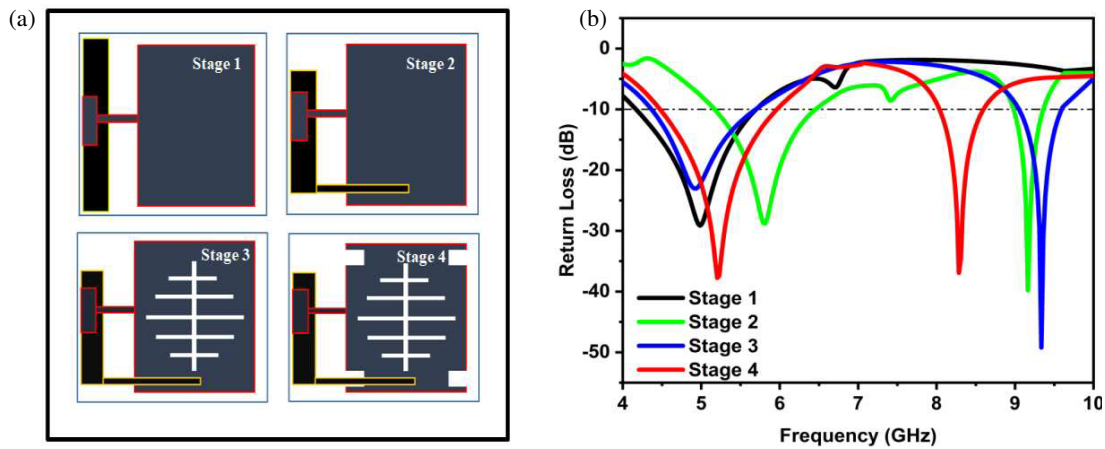 (a)
Stage 1
Stage 2
Stage 3
Stage 4
(b)
Return Loss (dB)
0
-10
-20
-30
-40
-50
Stage 1
Stage 2
Stage 3
Stage 4
4 5 6 7 8 9 10
Frequency (GHz)